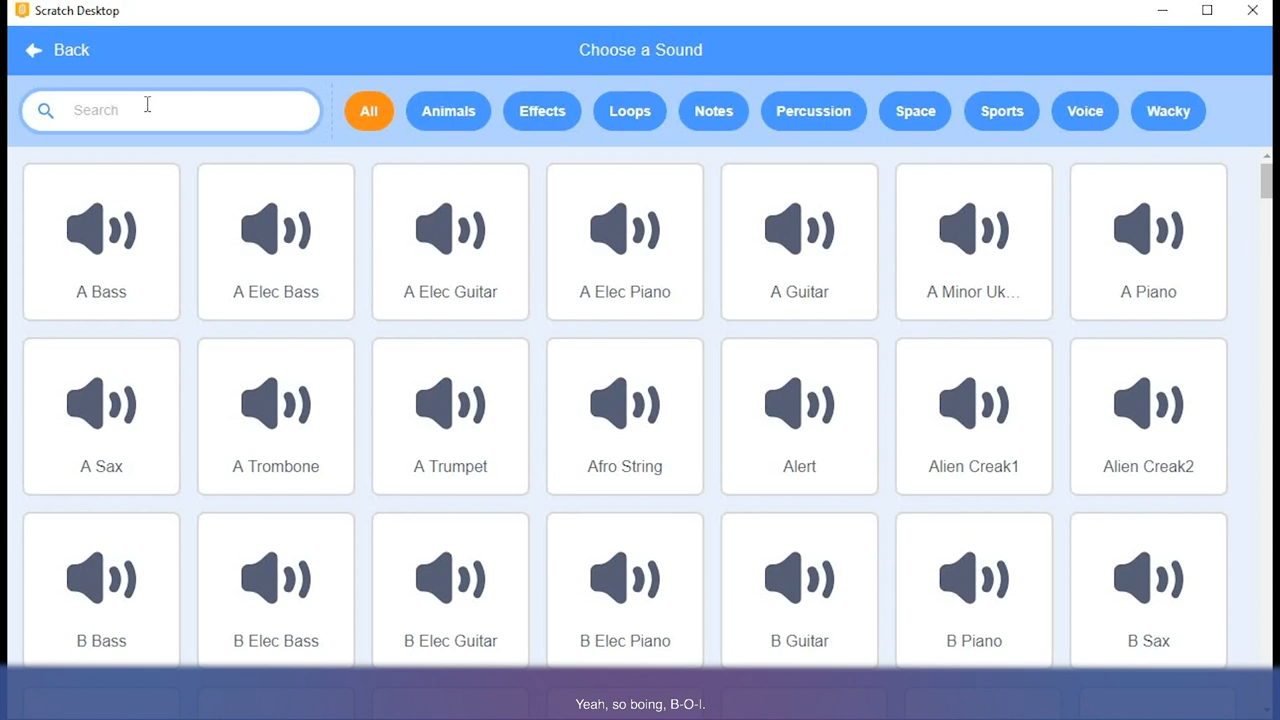 Scratch Desktop
Back
Choose a Sound
Search
All
Animals
Effects
Loops
Notes
Percussion
Space
Sports
Voice
Wacky
A Bass
A Elec Bass
A Elec Guitar
A Elec Piano
A Guitar
A Minor Uk...
A Piano
A Sax
A Trombone
A Trumpet
Afro String
Alert
Alien Creak1
Alien Creak2
B Bass
B Elec Bass
B Elec Guitar
B Elec Piano
B Guitar
B Piano
B Sax
Yeah, so boing, B-O-I.